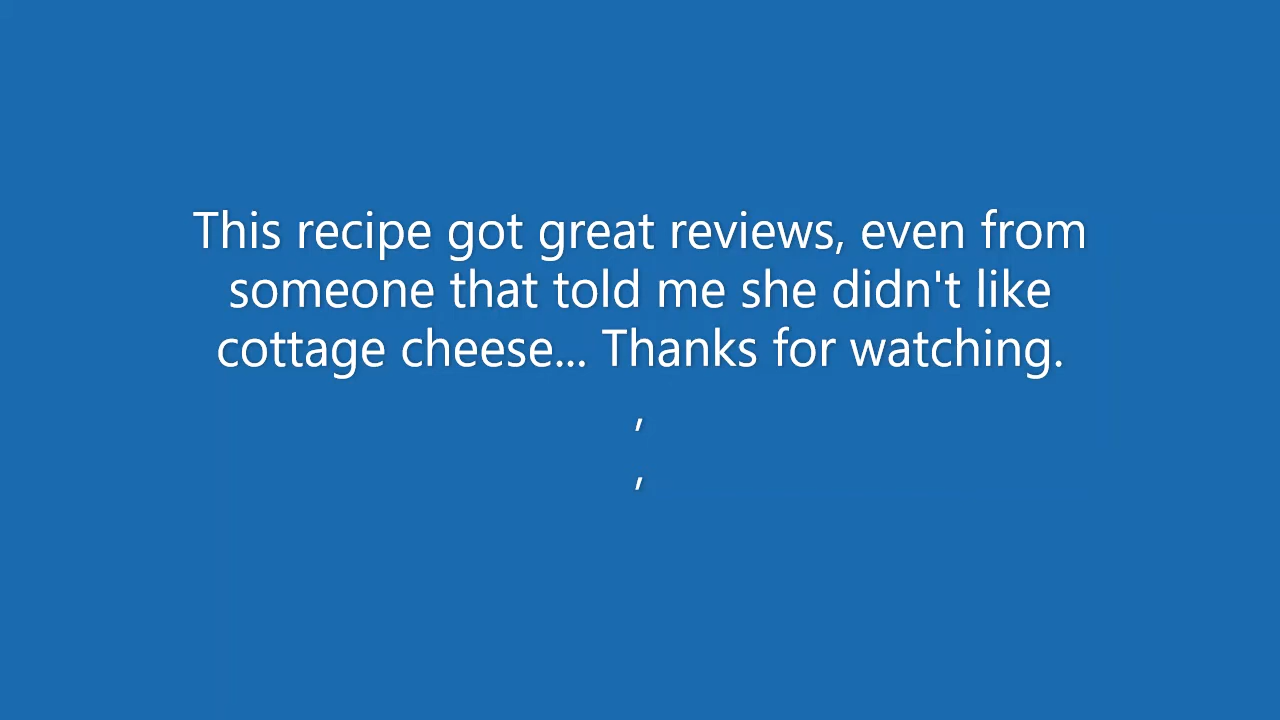 This recipe got great reviews, even from
someone that told me she didn't like
cottage cheese... Thanks for watching.
,
,